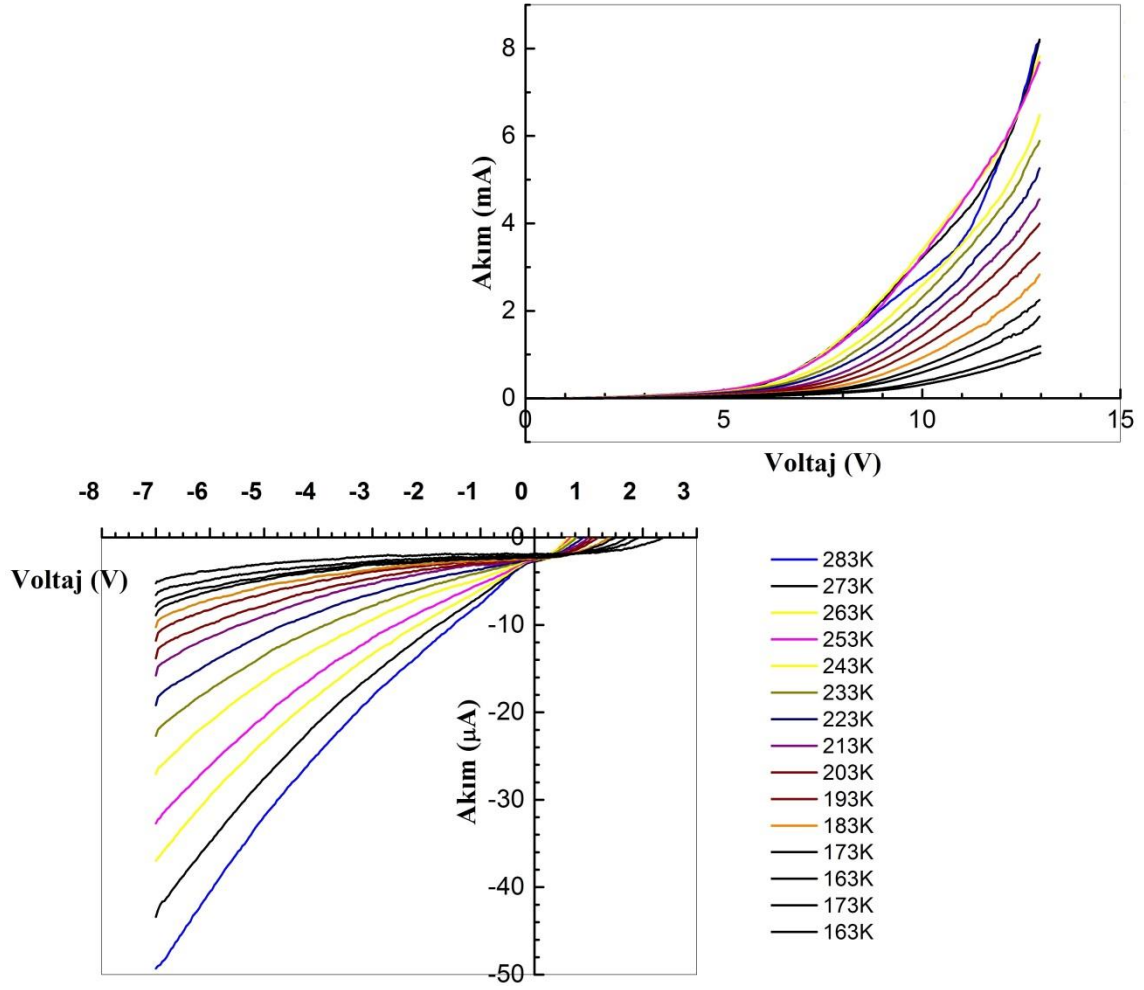 8
6
4
2
0
Akım (mA)
0 5 10 15
Voltaj (V)
-8 -7 -6 -5 -4 -3 -2 -1 0 1 2 3
Voltaj (V)
0
-10
-20
-30
-40
-50
Akım (µA)
283K
273K
263K
253K
243K
233K
223K
213K
203K
193K
183K
173K
163K
173K
163K